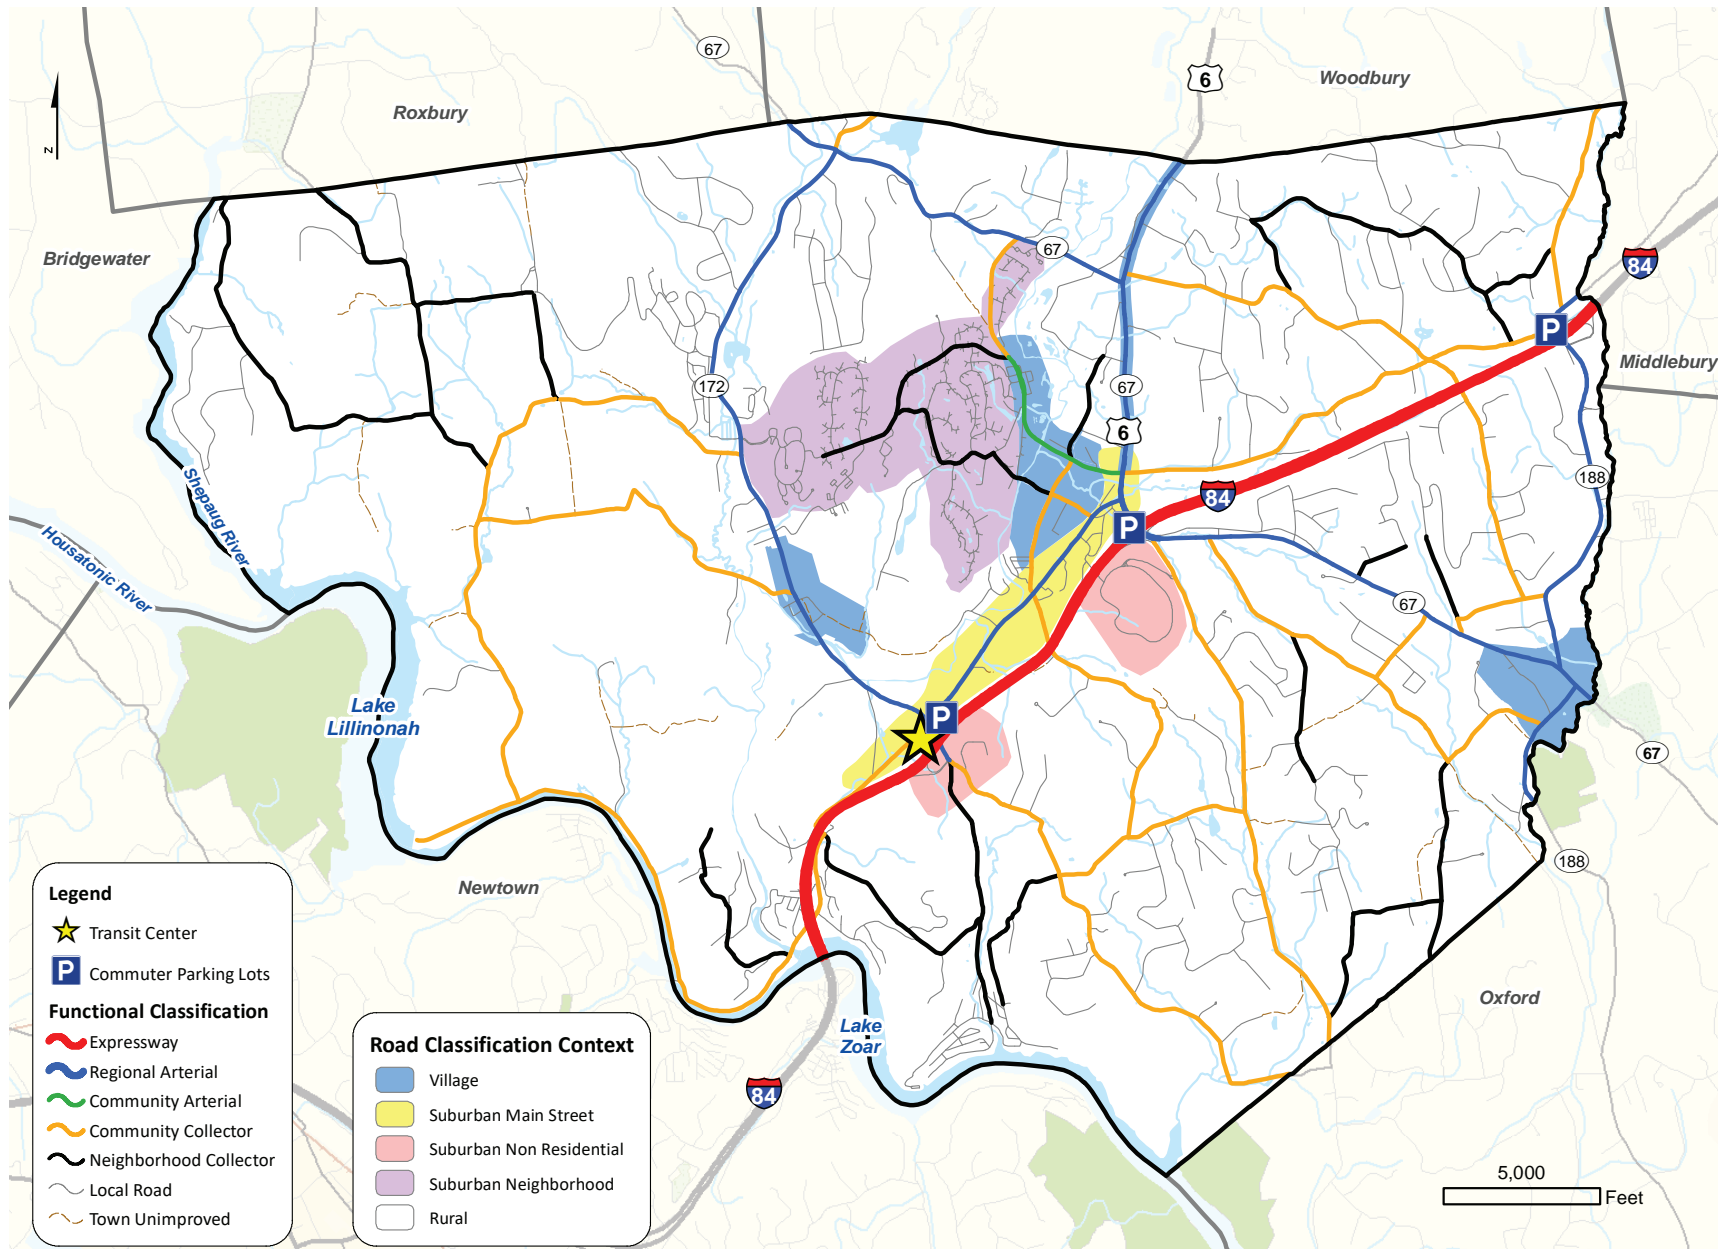 67
6
Woodbury
Roxbury
N
Bridgewater
67
84
Middlebury
172
67
6
188
84
Shepaug River
Housatonic River
67
Lake
Lillinonah
67
188
Newtown
Oxford
Lake
Zoar
84
Legend
Transit Center
P Commuter Parking Lots
Functional Classification
Expressway
Regional Arterial
Community Arterial
Community Collector
Neighborhood Collector
Local Road
Town Unimproved
Road Classification Context
Village
Suburban Main Street
Suburban Non Residential
Suburban Neighborhood
Rural
P
P
P
5,000
Feet